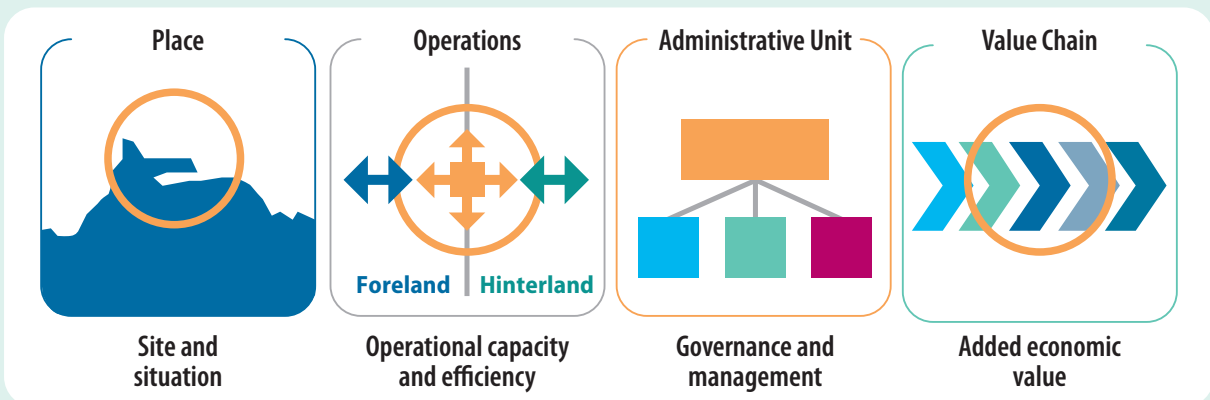 Place
Operations
Administrative Unit
Value Chain
Foreland
Hinterland
Site and
situation
Operational capacity
and efficiency
Governance and
management
Added economic
value